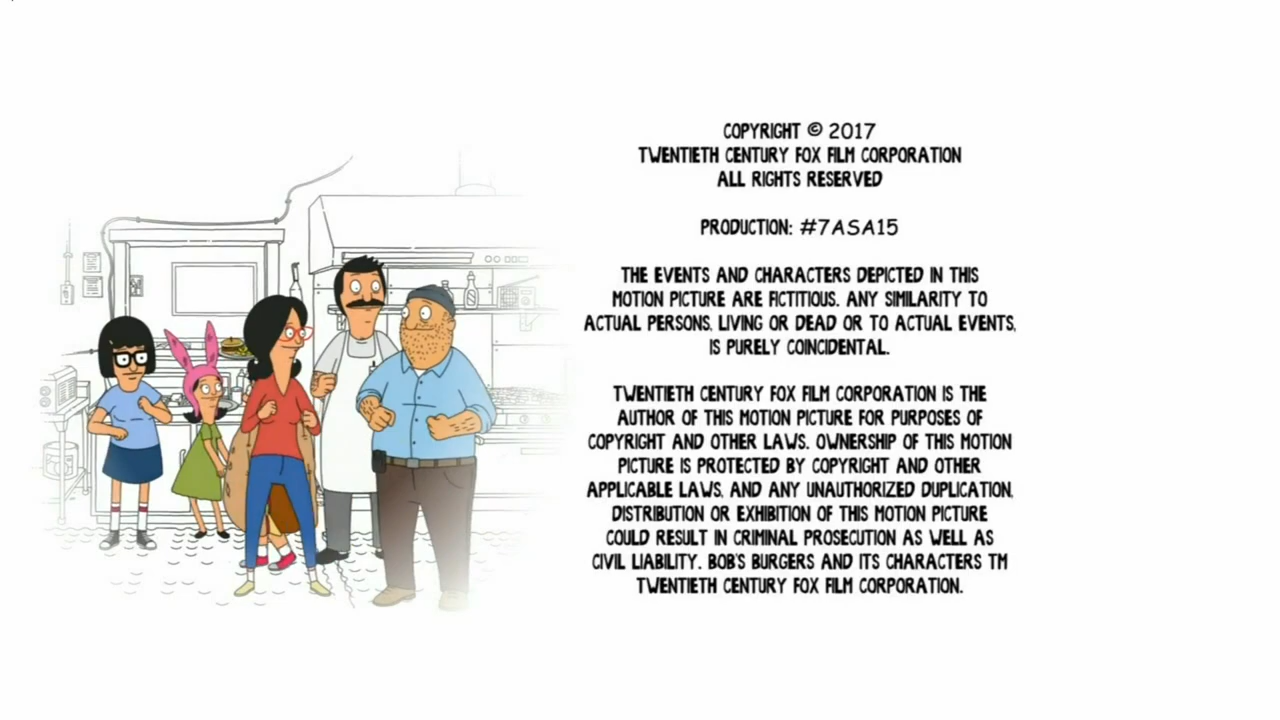 COPYRIGHT © 2017
TWENTIETH CENTURY FOX FILM CORPORATION
ALL RIGHTS RESERVED
PRODUCTION: #7ASA15
THE EVENTS AND CHARACTERS DEPICTED IN THIS
MOTION PICTURE ARE FICTITIOUS. ANY SIMILARITY TO
ACTUAL PERSONS, LIVING OR DEAD OR TO ACTUAL EVENTS,
IS PURELY COINCIDENTAL.
TWENTIETH CENTURY FOX FILM CORPORATION IS THE
AUTHOR OF THIS MOTION PICTURE FOR PURPOSES OF
COPYRIGHT AND OTHER LAWS. OWNERSHIP OF THIS MOTION
PICTURE IS PROTECTED BY COPYRIGHT AND OTHER
APPLICABLE LAWS, AND ANY UNAUTHORIZED DUPLICATION,
DISTRIBUTION OR EXHIBITION OF THIS MOTION PICTURE
COULD RESULT IN CRIMINAL PROSECUTION AS WELL AS
CIVIL LIABILITY. BOB'S BURGERS AND ITS CHARACTERS TM
TWENTIETH CENTURY FOX FILM CORPORATION.